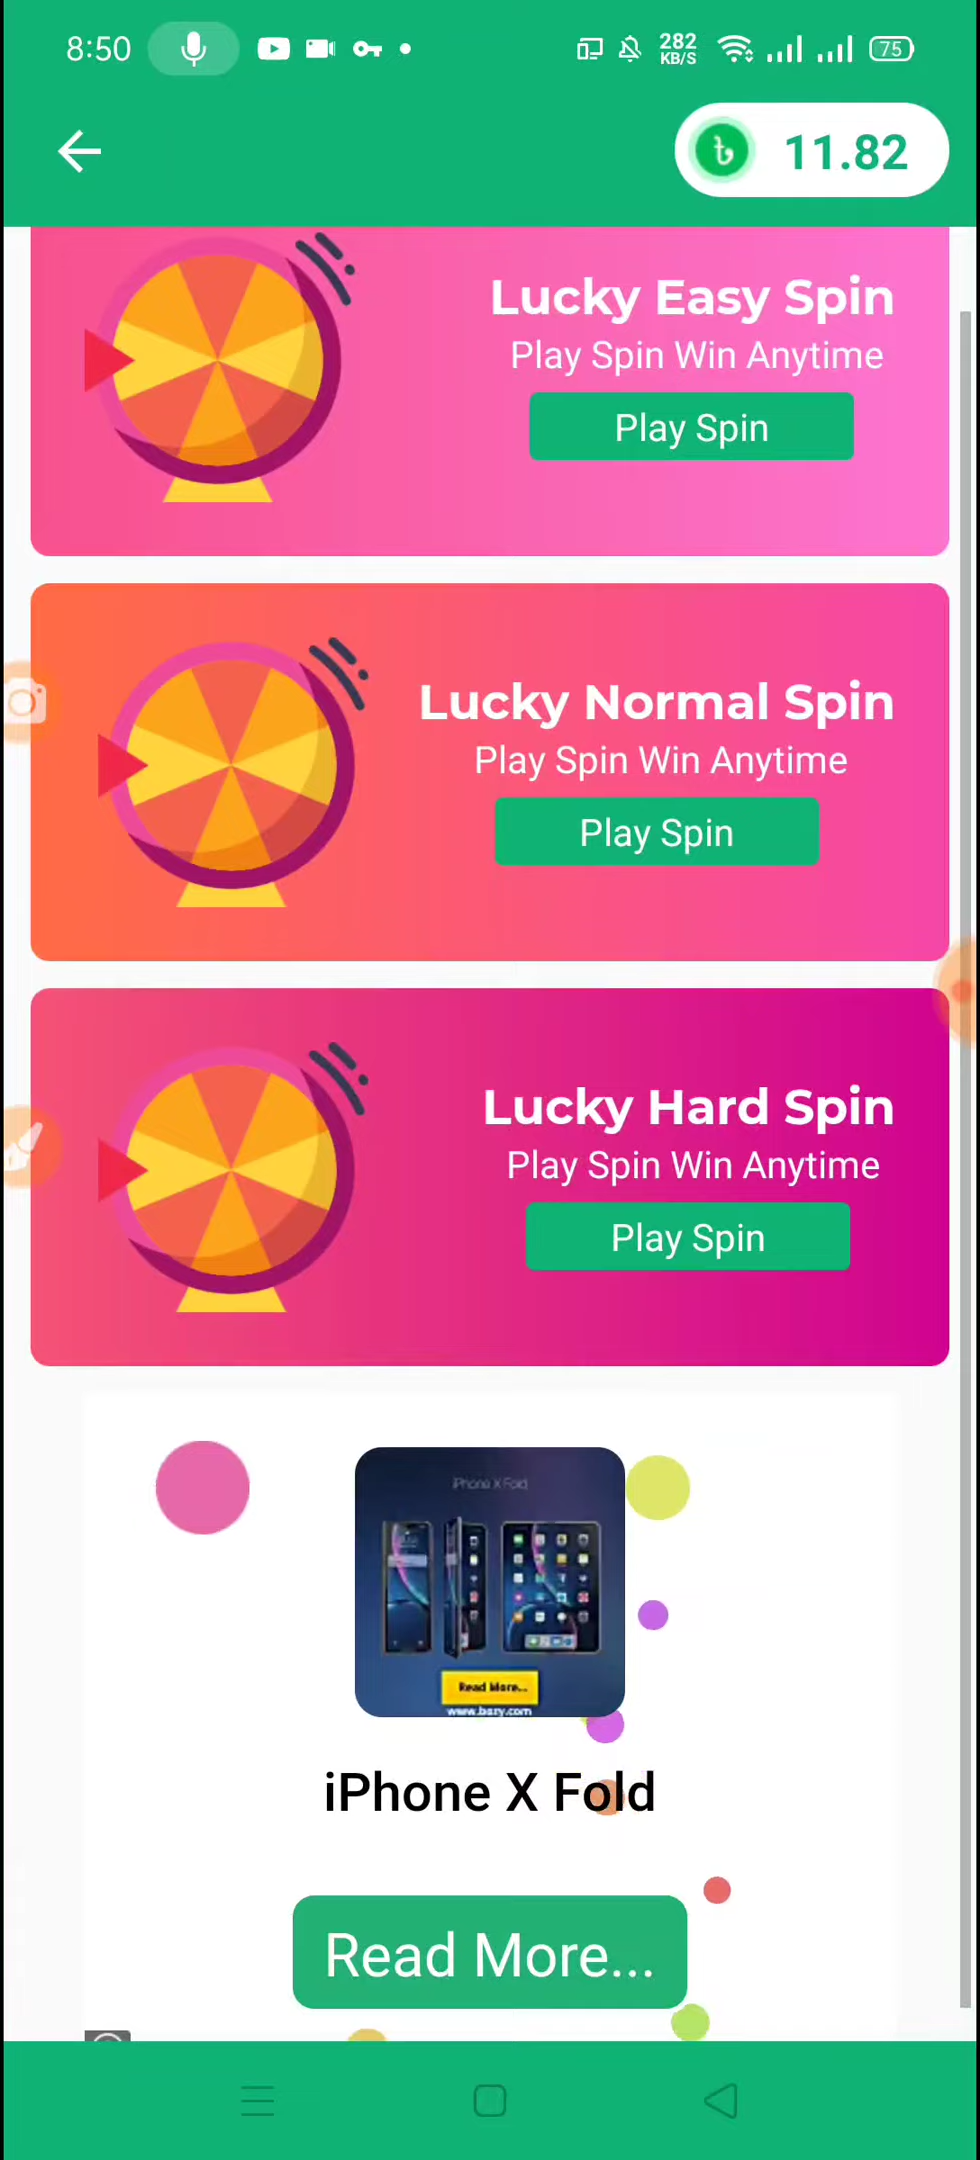 8:50
282
KB/S
75
৳ 11.82
Lucky Easy Spin
Play Spin Win Anytime
Play Spin
Lucky Normal Spin
Play Spin Win Anytime
Play Spin
Lucky Hard Spin
Play Spin Win Anytime
Play Spin
iPhone X Fold
Read More...
iPhone X Fold
Read More...